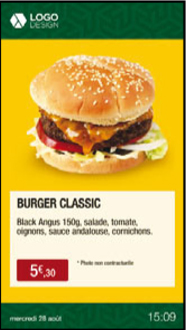 LOGO
DESIGN
BURGER CLASSIC
Black Angus 150g, salade, tomate,
oignons, sauce andalouse, cornichons.
* Photo non contractuelle
5€,30
mercredi 28 août
15:09